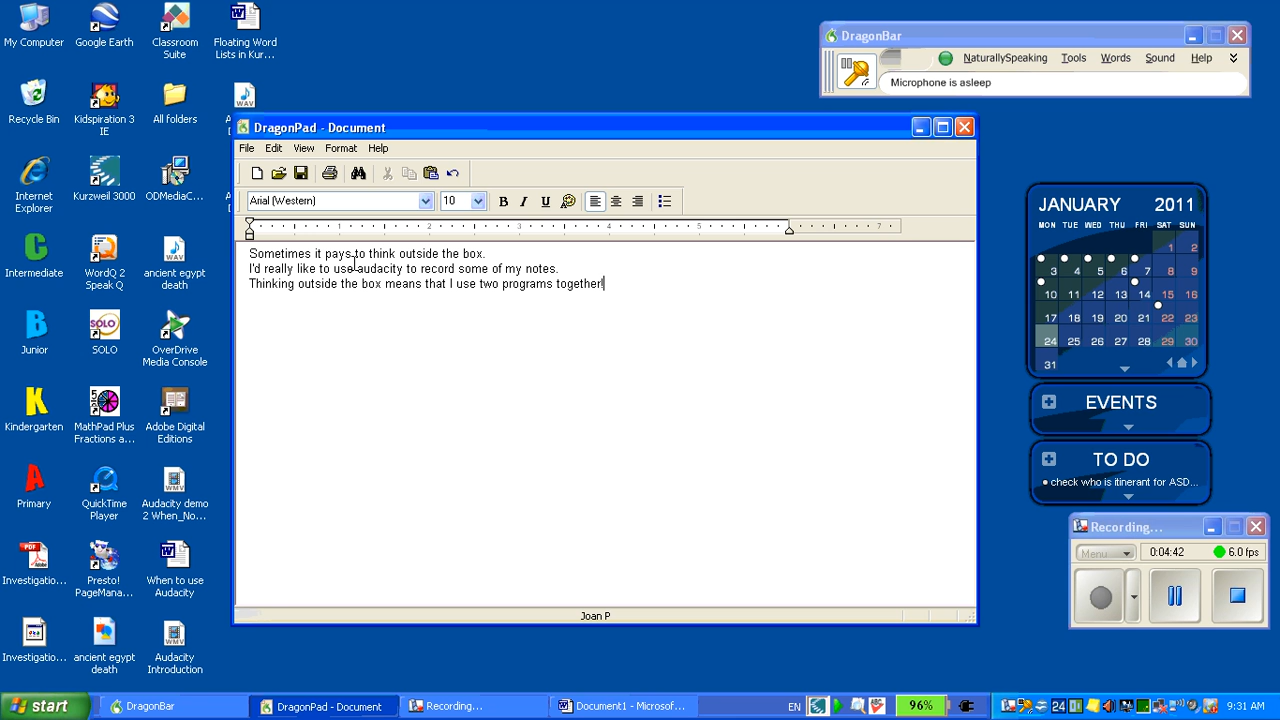 My Computer
Google Earth
Classroom
Suite
Floating Word
Lists in Kur...
Recycle Bin
Kidspiration 3
IE
All folders
Internet
Explorer
Kurzweil 3000
ODMediaC...
Intermediate
WordQ 2
Speak Q
ancient egypt
death
Junior
SOLO
OverDrive
Media Console
Kindergarten
MathPad Plus
Fractions a...
Adobe Digital
Editions
Primary
QuickTime
Player
Audacity demo
2 When_No...
Investigatio...
Presto!
PageMana...
When to use
Audacity
Investigatio...
ancient egypt
death
Audacity
Introduction
DragonBar
NaturallySpeaking Tools Words Sound Help
Microphone is asleep
DragonPad - Document
File Edit View Format Help
Arial (Western) 10 B I U
1 2 3 4 5 7
Sometimes it pays to think outside the box.
I'd really like to use audacity to record some of my notes.
Thinking outside the box means that I use two programs together!
Joan P
JANUARY 2011
MON TUE WED THU FRI SAT SUN
1 2
3 4 5 6 7 8 9
10 11 12 13 14 15 16
17 18 19 20 21 22 23
24 25 26 27 28 29 30
31
EVENTS
TO DO
check who is itinerant for ASD...
Recording...
Menu 0:04:42 6.0 fps
start DragonBar DragonPad - Document Recording... Document1 - Microsof... EN 96% 24 9:31 AM